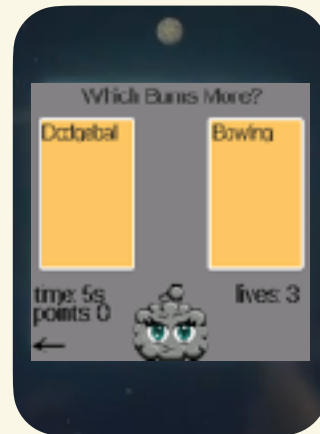 Which Burns More?
Dodgeball
Bowling
time: 5s
lives: 3
points: 0